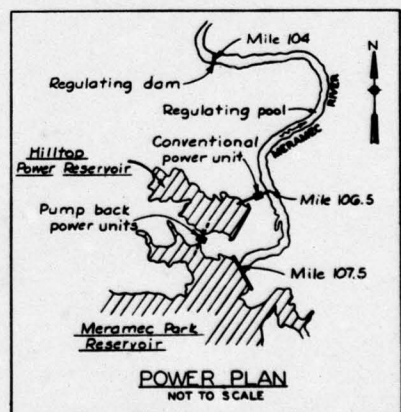 Mile 104
N
Regulating dam
Regulating pool
MERAMEC RIVER
Conventional
power unit
Hilltop
Power Reservoir
Mile 106.5
Pump back
power units
Mile 107.5
Meramec Park
Reservoir
POWER PLAN
NOT TO SCALE